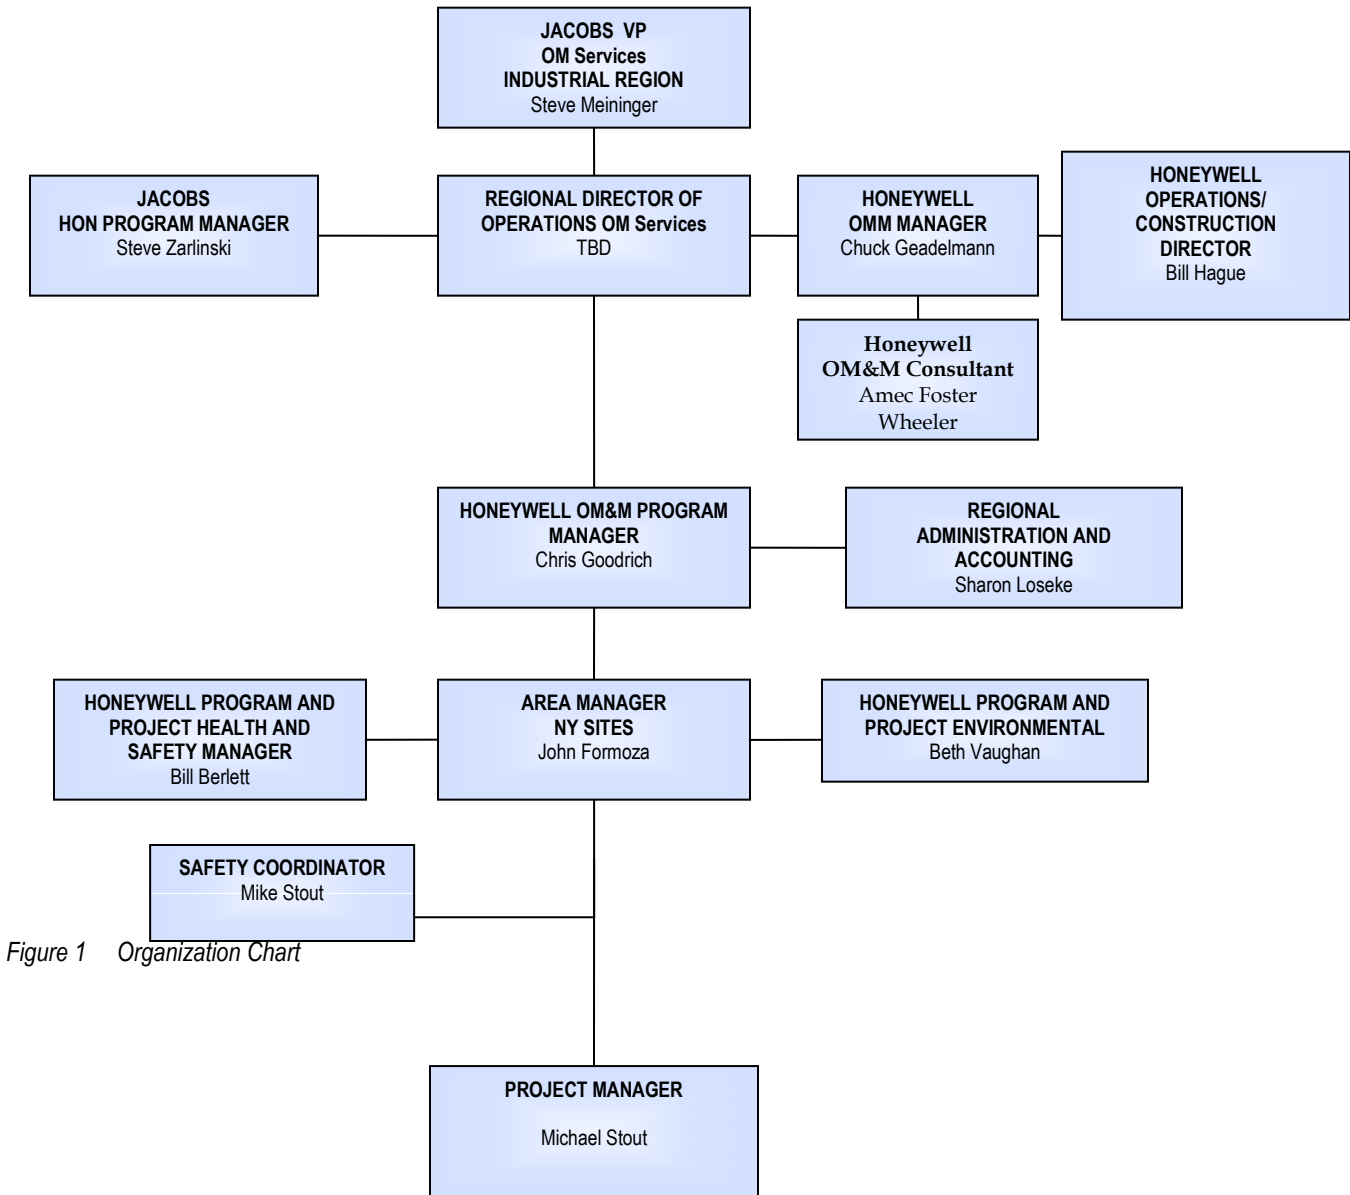 JACOBS  VP
OM Services
INDUSTRIAL REGION
Steve Meininger
JACOBS
HON PROGRAM MANAGER
Steve Zarlinski
REGIONAL DIRECTOR OF
OPERATIONS OM Services
TBD
HONEYWELL
OMM MANAGER
Chuck Geadelmann
HONEYWELL
OPERATIONS/
CONSTRUCTION
DIRECTOR
Bill Hague
Honeywell
OM&M Consultant
Amec Foster
Wheeler
HONEYWELL OM&M PROGRAM
MANAGER
Chris Goodrich
REGIONAL
ADMINISTRATION AND
ACCOUNTING
Sharon Loseke
HONEYWELL PROGRAM AND
PROJECT HEALTH AND
SAFETY MANAGER
Bill Berlett
AREA MANAGER
NY SITES
John Formoza
HONEYWELL PROGRAM AND
PROJECT ENVIRONMENTAL
Beth Vaughan
SAFETY COORDINATOR
Mike Stout
Figure 1    Organization Chart
PROJECT MANAGER
Michael Stout